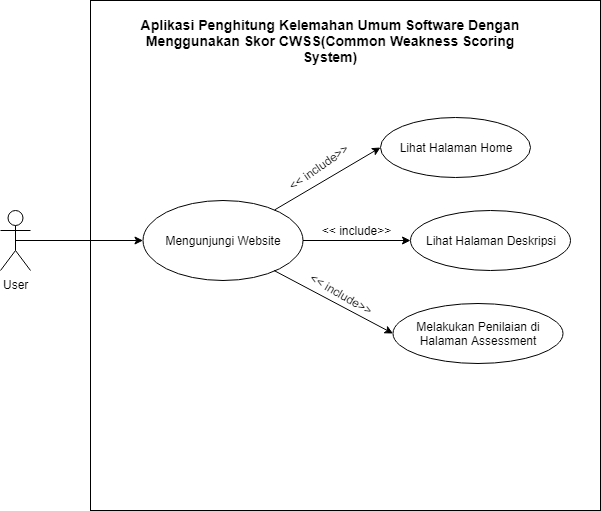 Aplikasi Penghitung Kelemahan Umum Software Dengan
Menggunakan Skor CWSS(Common Weakness Scoring
System)
<< include>>
Lihat Halaman Home
Mengunjungi Website
<< include>>
Lihat Halaman Deskripsi
User
<< include>>
Melakukan Penilaian di
Halaman Assessment